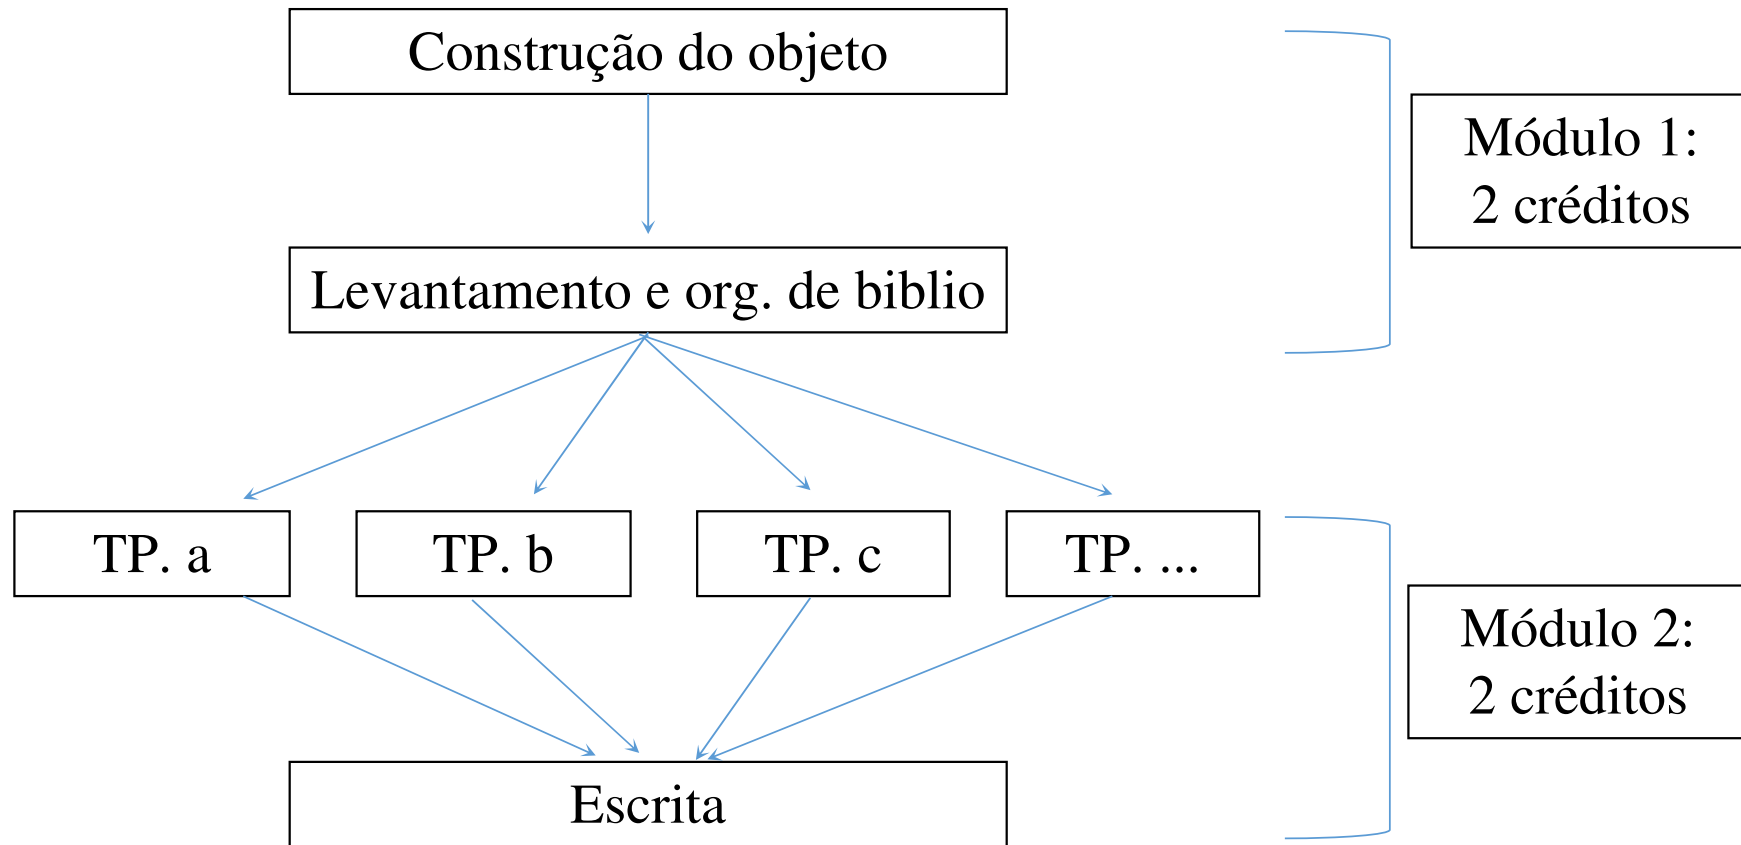 Construção do objeto
Módulo 1:
2 créditos
Levantamento e org. de biblio
TP. a
TP. b
TP. c
TP. ...
Módulo 2:
2 créditos
Escrita